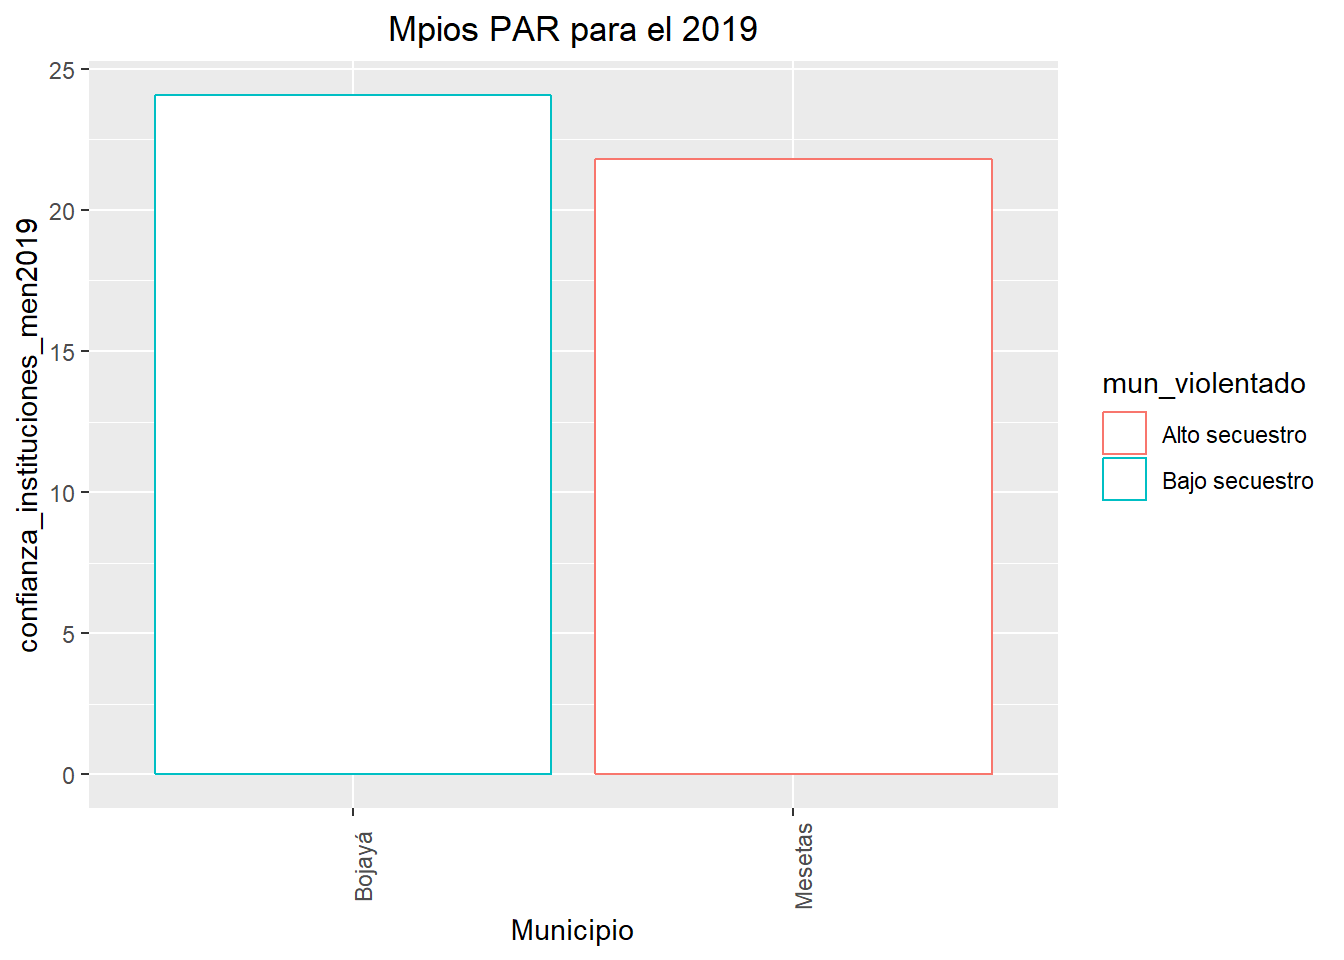 Mpios PAR para el 2019
confianza_instituciones_men2019
25
20
15
10
5
0
Bojayá
Mesetas
Municipio
mun_violentado
Alto secuestro
Bajo secuestro